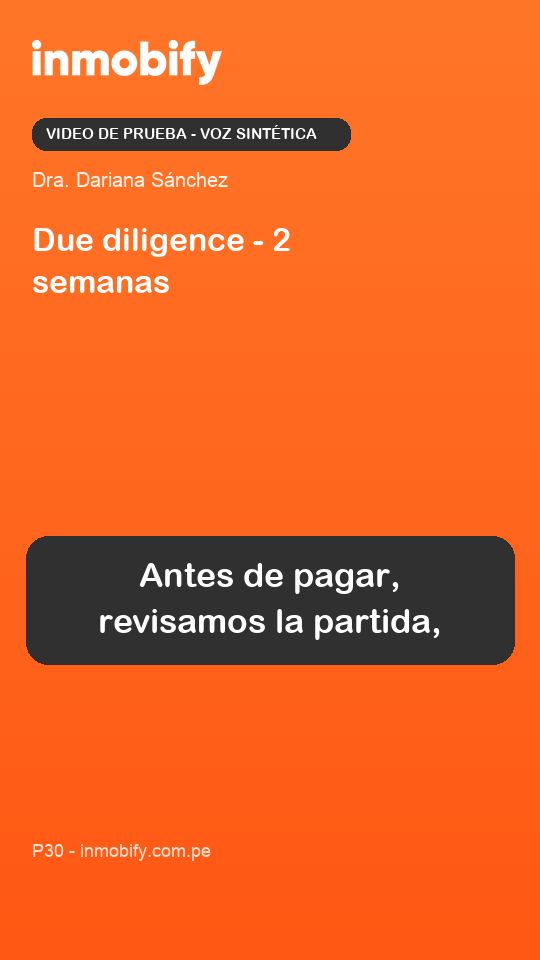 inmobify
VIDEO DE PRUEBA - VOZ SINTÉTICA
Dra. Dariana Sánchez
Due diligence - 2
semanas
Antes de pagar,
revisamos la partida,
P30 - inmobify.com.pe